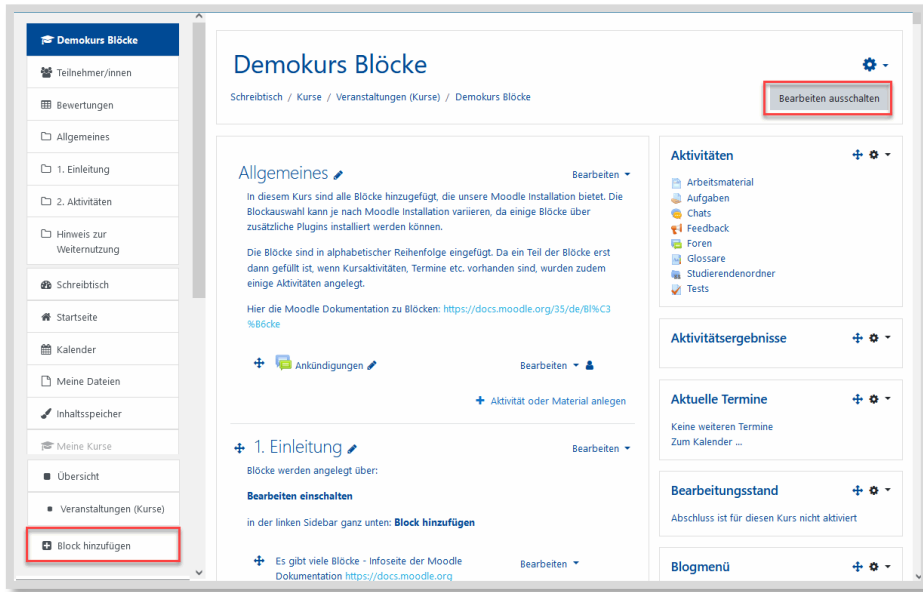 Demokurs Blöcke
Teilnehmer/innen
Bewertungen
Allgemeines
1. Einleitung
2. Aktivitäten
Hinweis zur
Weiternutzung
Schreibtisch
Startseite
Kalender
Meine Dateien
Inhaltsspeicher
Meine Kurse
Übersicht
Veranstaltungen (Kurse)
Block hinzufügen
Demokurs Blöcke
Schreibtisch / Kurse / Veranstaltungen (Kurse) / Demokurs Blöcke
Bearbeiten ausschalten
Allgemeines
Bearbeiten
In diesem Kurs sind alle Blöcke hinzugefügt, die unsere Moodle Installation bietet. Die
Blockauswahl kann je nach Moodle Installation variieren, da einige Blöcke über
zusätzliche Plugins installiert werden können.
Die Blöcke sind in alphabetischer Reihenfolge eingefügt. Da ein Teil der Blöcke erst
dann gefüllt ist, wenn Kursaktivitäten, Termine etc. vorhanden sind, wurden zudem
einige Aktivitäten angelegt.
Hier die Moodle Dokumentation zu Blöcken: https://docs.moodle.org/35/de/Bl%C3
%B6cke
Ankündigungen
Bearbeiten
Aktivität oder Material anlegen
1. Einleitung
Bearbeiten
Blöcke werden angelegt über:
Bearbeiten einschalten
in der linken Sidebar ganz unten: Block hinzufügen
Es gibt viele Blöcke - Infoseite der Moodle
Dokumentation https://docs.moodle.org
Bearbeiten
Aktivitäten
Arbeitsmaterial
Aufgaben
Chats
Feedback
Foren
Glossare
Studierendenordner
Tests
Aktivitätsergebnisse
Aktuelle Termine
Keine weiteren Termine
Zum Kalender ...
Bearbeitungsstand
Abschluss ist für diesen Kurs nicht aktiviert
Blogmenü